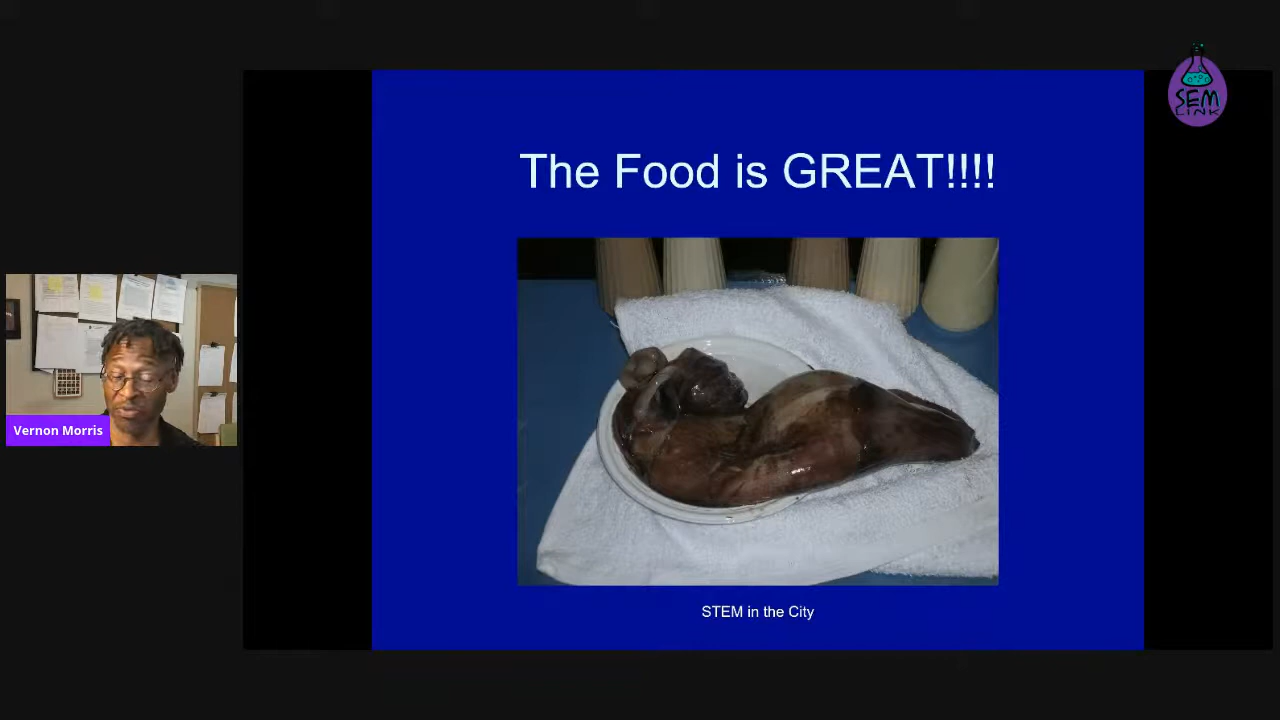 SEM
LINK
The Food is GREAT!!!!
Vernon Morris
STEM in the City